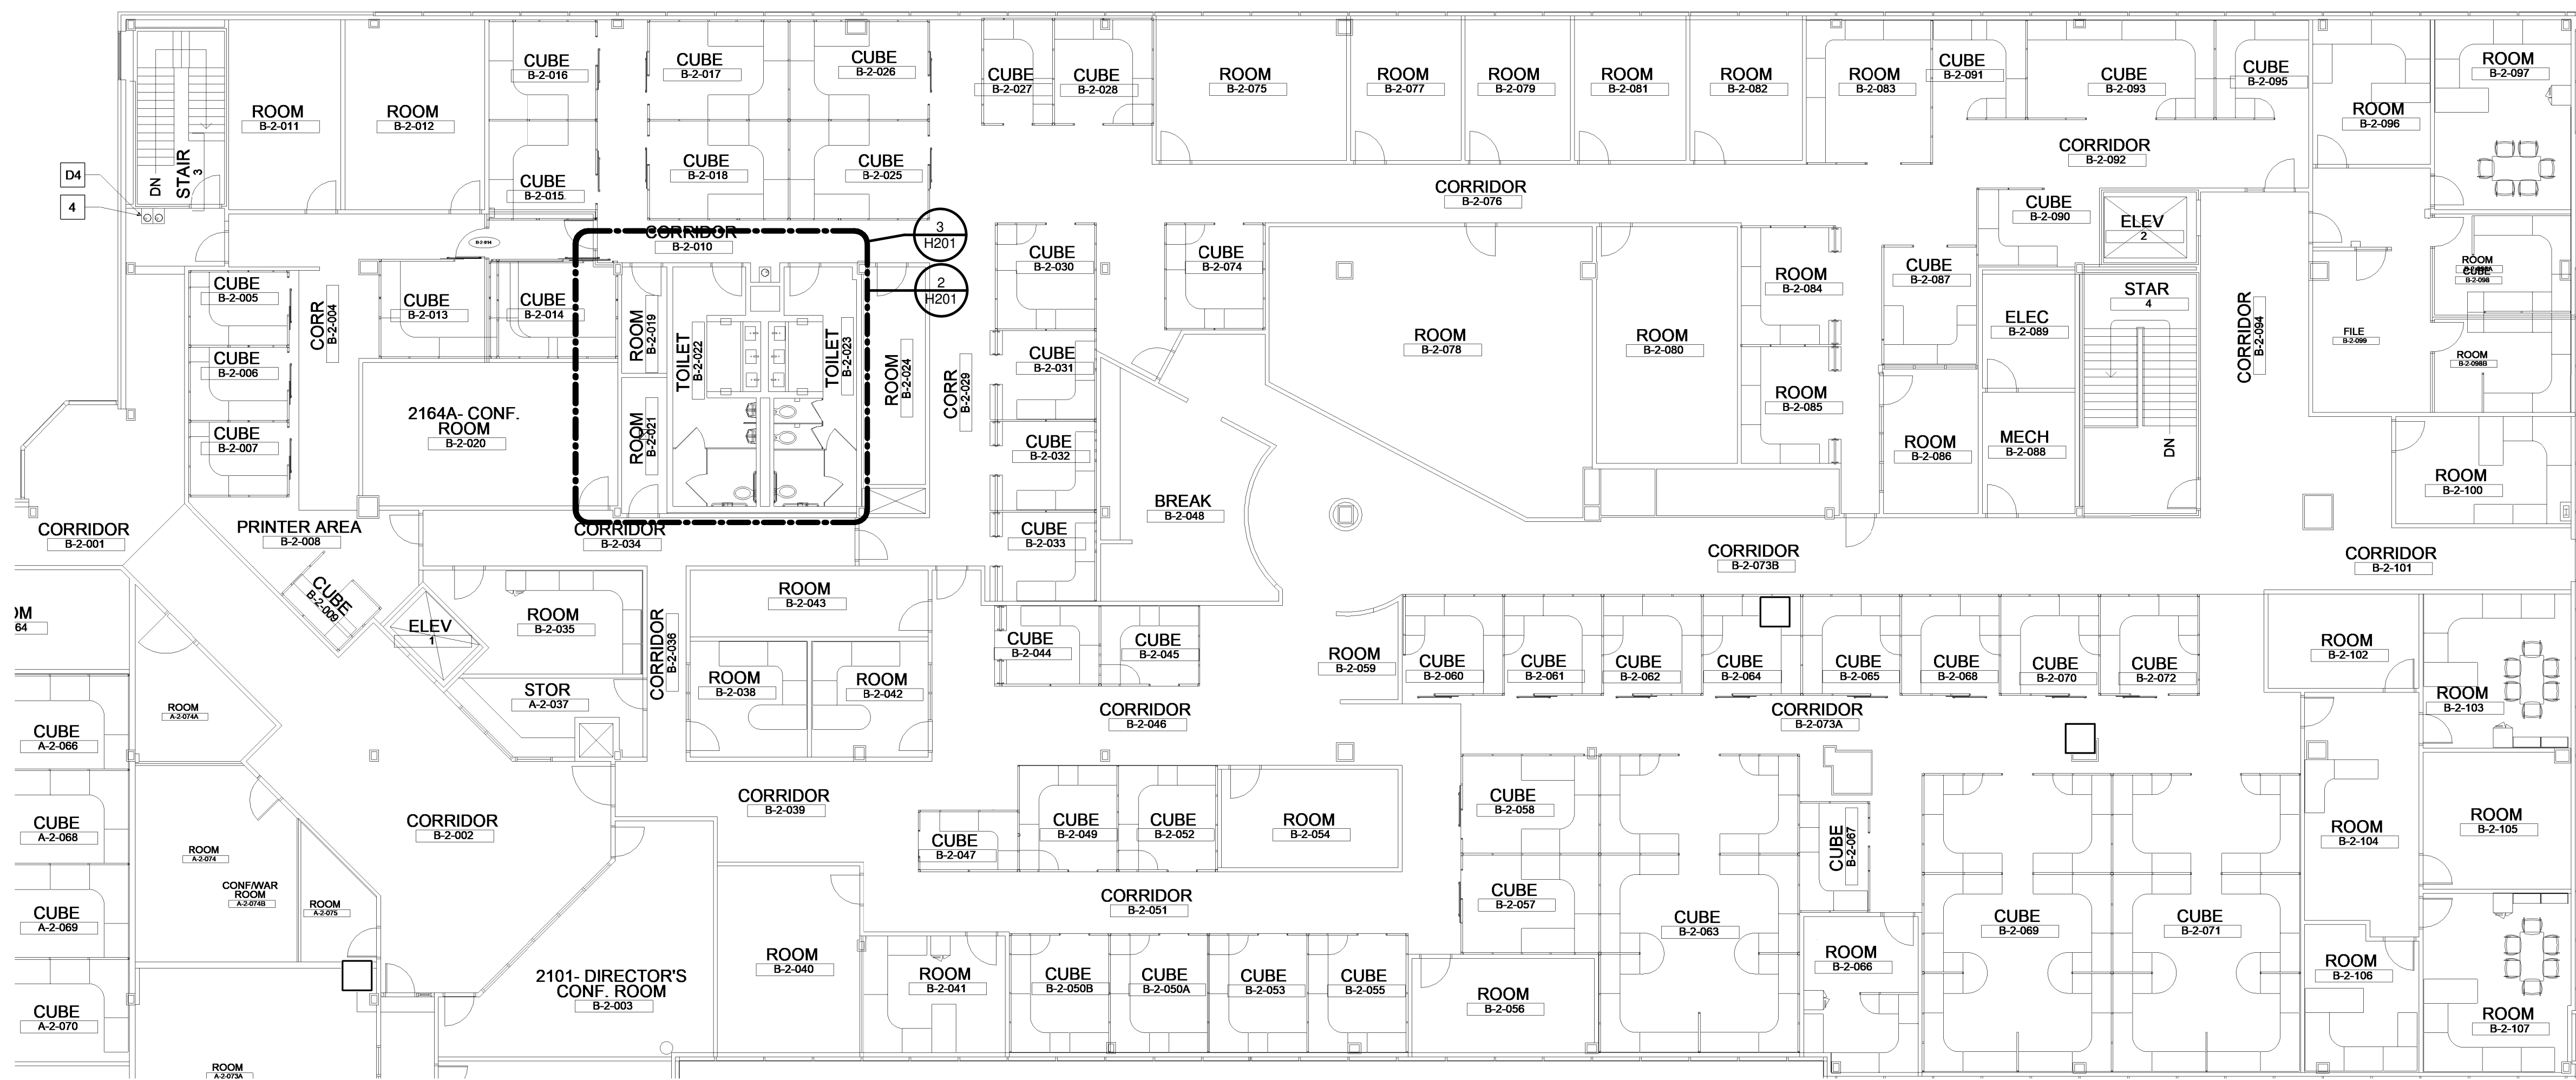 CUBE
B-2-016
CUBE
B-2-017
CUBE
B-2-026
CUBE
B-2-027
CUBE
B-2-028
ROOM
B-2-075
ROOM
B-2-077
ROOM
B-2-079
ROOM
B-2-081
ROOM
B-2-082
ROOM
B-2-083
CUBE
B-2-091
CUBE
B-2-093
CUBE
B-2-095
ROOM
B-2-097
ROOM
B-2-011
ROOM
B-2-012
ROOM
B-2-096
D4
4
DN
STAIR
3
CUBE
B-2-015
CUBE
B-2-018
CUBE
B-2-025
CORRIDOR
B-2-092
CORRIDOR
B-2-076
CUBE
B-2-090
ELEV
2
CORRIDOR
B-2-010
3
H201
2
H201
B-2-014
CUBE
B-2-005
CORR
B-2-004
CUBE
B-2-013
CUBE
B-2-014
ROOM
B-2-019
TOILET
B-2-022
TOILET
B-2-023
ROOM
B-2-024
CORR
B-2-029
CUBE
B-2-030
CUBE
B-2-074
ROOM
B-2-084
CUBE
B-2-087
STAR
4
CORRIDOR
B-2-094
ROOM
CUBE
B-2-098
CUBE
B-2-006
CUBE
B-2-031
ROOM
B-2-078
ROOM
B-2-080
ELEC
B-2-089
FILE
B-2-099
ROOM
B-2-098B
CUBE
B-2-007
2164A- CONF.
ROOM
B-2-020
ROOM
B-2-021
CUBE
B-2-032
ROOM
B-2-085
ROOM
B-2-086
MECH
B-2-088
DN
ROOM
B-2-100
CORRIDOR
B-2-001
PRINTER AREA
B-2-008
CORRIDOR
B-2-034
CUBE
B-2-033
BREAK
B-2-048
CORRIDOR
B-2-073B
CORRIDOR
B-2-101
OM
64
CUBE
B-2-009
ELEV
1
ROOM
B-2-035
CORRIDOR
B-2-036
ROOM
B-2-043
CUBE
B-2-044
CUBE
B-2-045
ROOM
B-2-059
CUBE
B-2-060
CUBE
B-2-061
CUBE
B-2-062
CUBE
B-2-064
CUBE
B-2-065
CUBE
B-2-068
CUBE
B-2-070
CUBE
B-2-072
ROOM
B-2-102
ROOM
B-2-103
ROOM
A-2-074A
STOR
A-2-037
ROOM
B-2-038
ROOM
B-2-042
CORRIDOR
B-2-046
CORRIDOR
B-2-073A
CUBE
A-2-066
CORRIDOR
B-2-039
CUBE
B-2-058
CUBE
A-2-068
ROOM
A-2-074
CORRIDOR
B-2-002
CUBE
B-2-047
CUBE
B-2-049
CUBE
B-2-052
ROOM
B-2-054
CUBE
B-2-067
ROOM
B-2-104
ROOM
B-2-105
CUBE
A-2-069
CONF/WAR
ROOM
A-2-074B
ROOM
A-2-075
CORRIDOR
B-2-051
CUBE
B-2-057
CUBE
B-2-063
CUBE
B-2-069
CUBE
B-2-071
CUBE
A-2-070
2101- DIRECTOR'S
CONF. ROOM
B-2-003
ROOM
B-2-040
ROOM
B-2-041
CUBE
B-2-050B
CUBE
B-2-050A
CUBE
B-2-053
CUBE
B-2-055
ROOM
B-2-056
ROOM
B-2-066
ROOM
B-2-106
ROOM
B-2-107
ROOM
A-2-073A